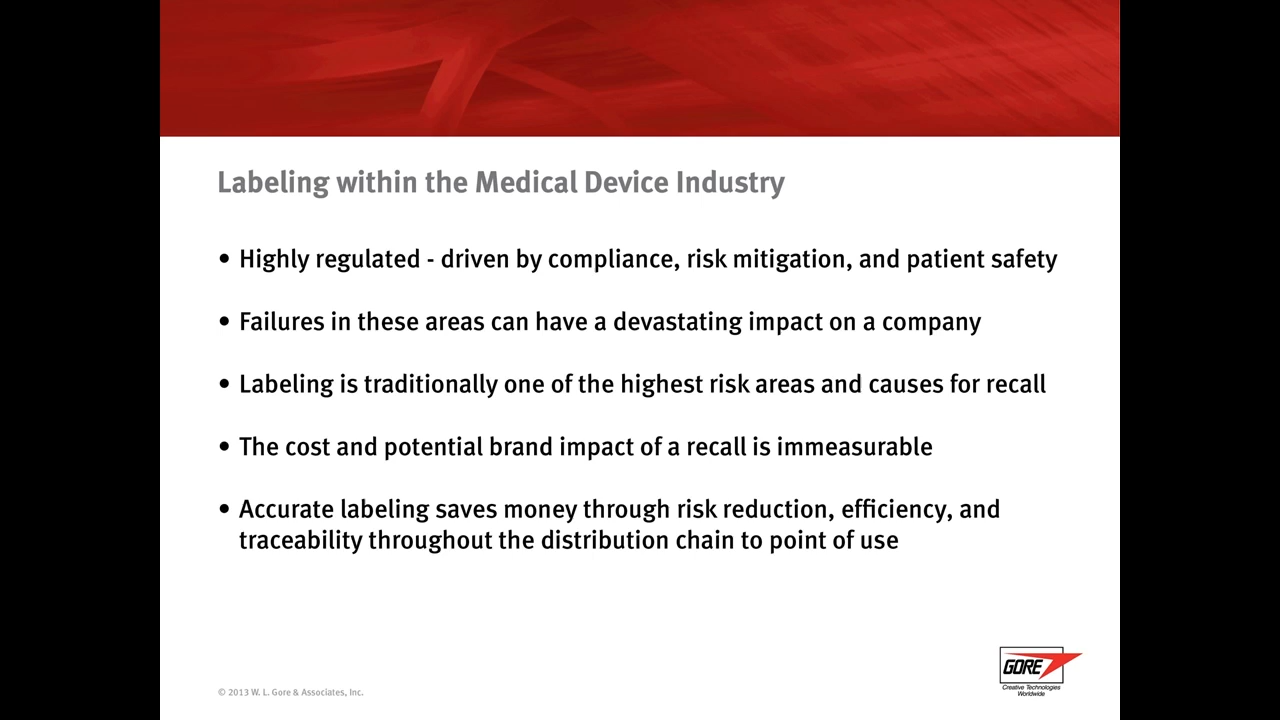 Labeling within the Medical Device Industry
• Highly regulated - driven by compliance, risk mitigation, and patient safety
• Failures in these areas can have a devastating impact on a company
• Labeling is traditionally one of the highest risk areas and causes for recall
• The cost and potential brand impact of a recall is immeasurable
• Accurate labeling saves money through risk reduction, efficiency, and
traceability throughout the distribution chain to point of use
GORE
Creative Technologies
Worldwide
© 2013 W. L. Gore & Associates, Inc.